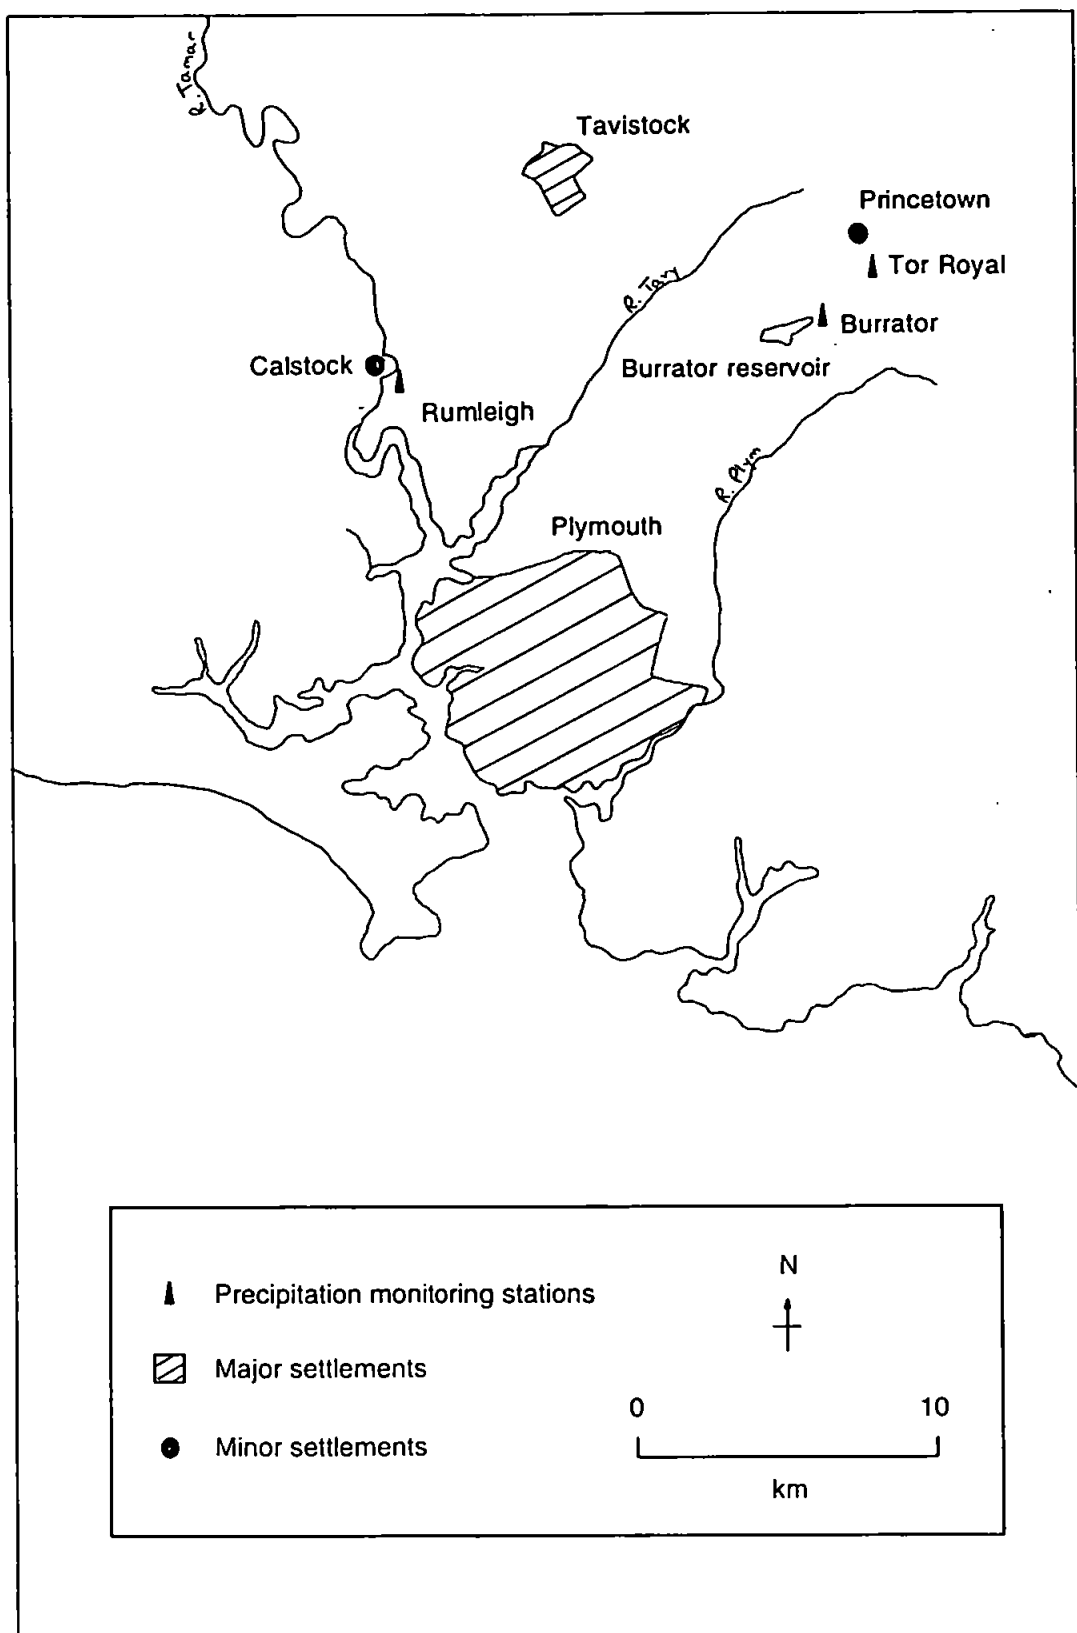 R. Tamar
Tavistock
Princetown
Tor Royal
R. Tavy
Burrator
Calstock
Burrator reservoir
Rumleigh
R. Plym
Plymouth
Precipitation monitoring stations
N
Major settlements
0 10
Minor settlements
km